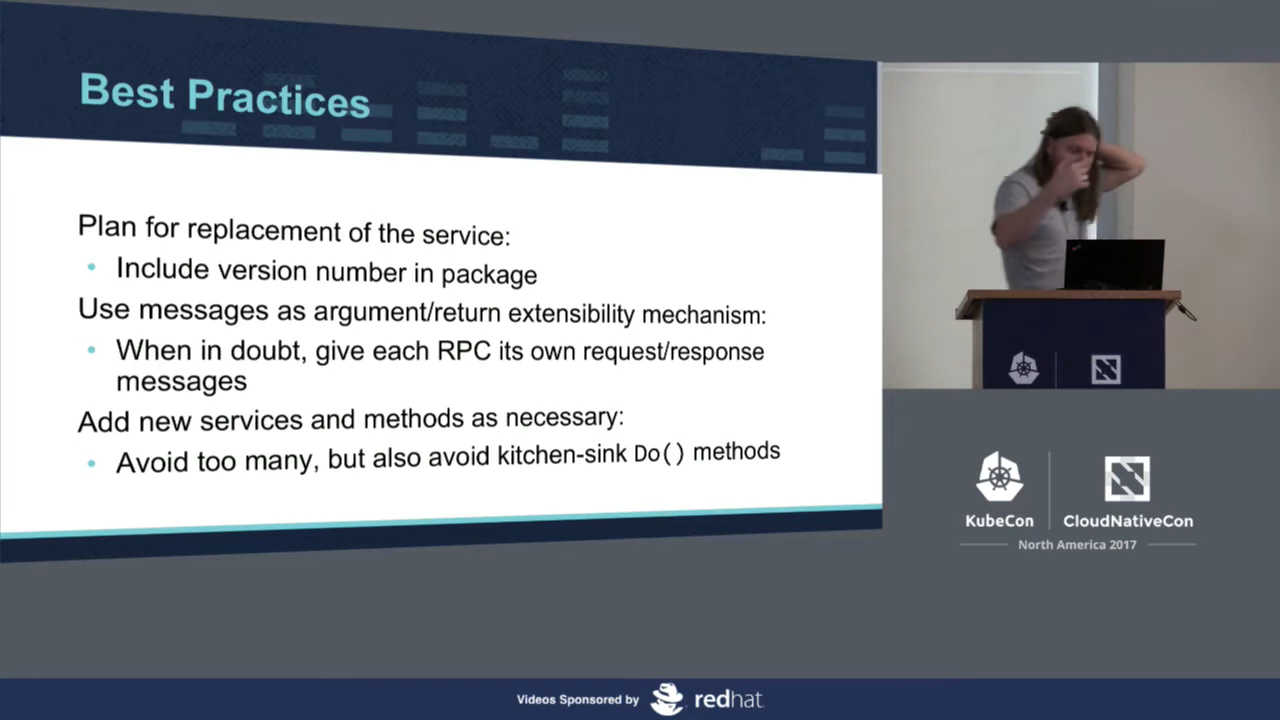 Best Practices
Plan for replacement of the service:
• Include version number in package
Use messages as argument/return extensibility mechanism:
• When in doubt, give each RPC its own request/response
messages
Add new services and methods as necessary:
• Avoid too many, but also avoid kitchen-sink Do() methods
KubeCon
CloudNativeCon
North America 2017
Videos Sponsored by
redhat